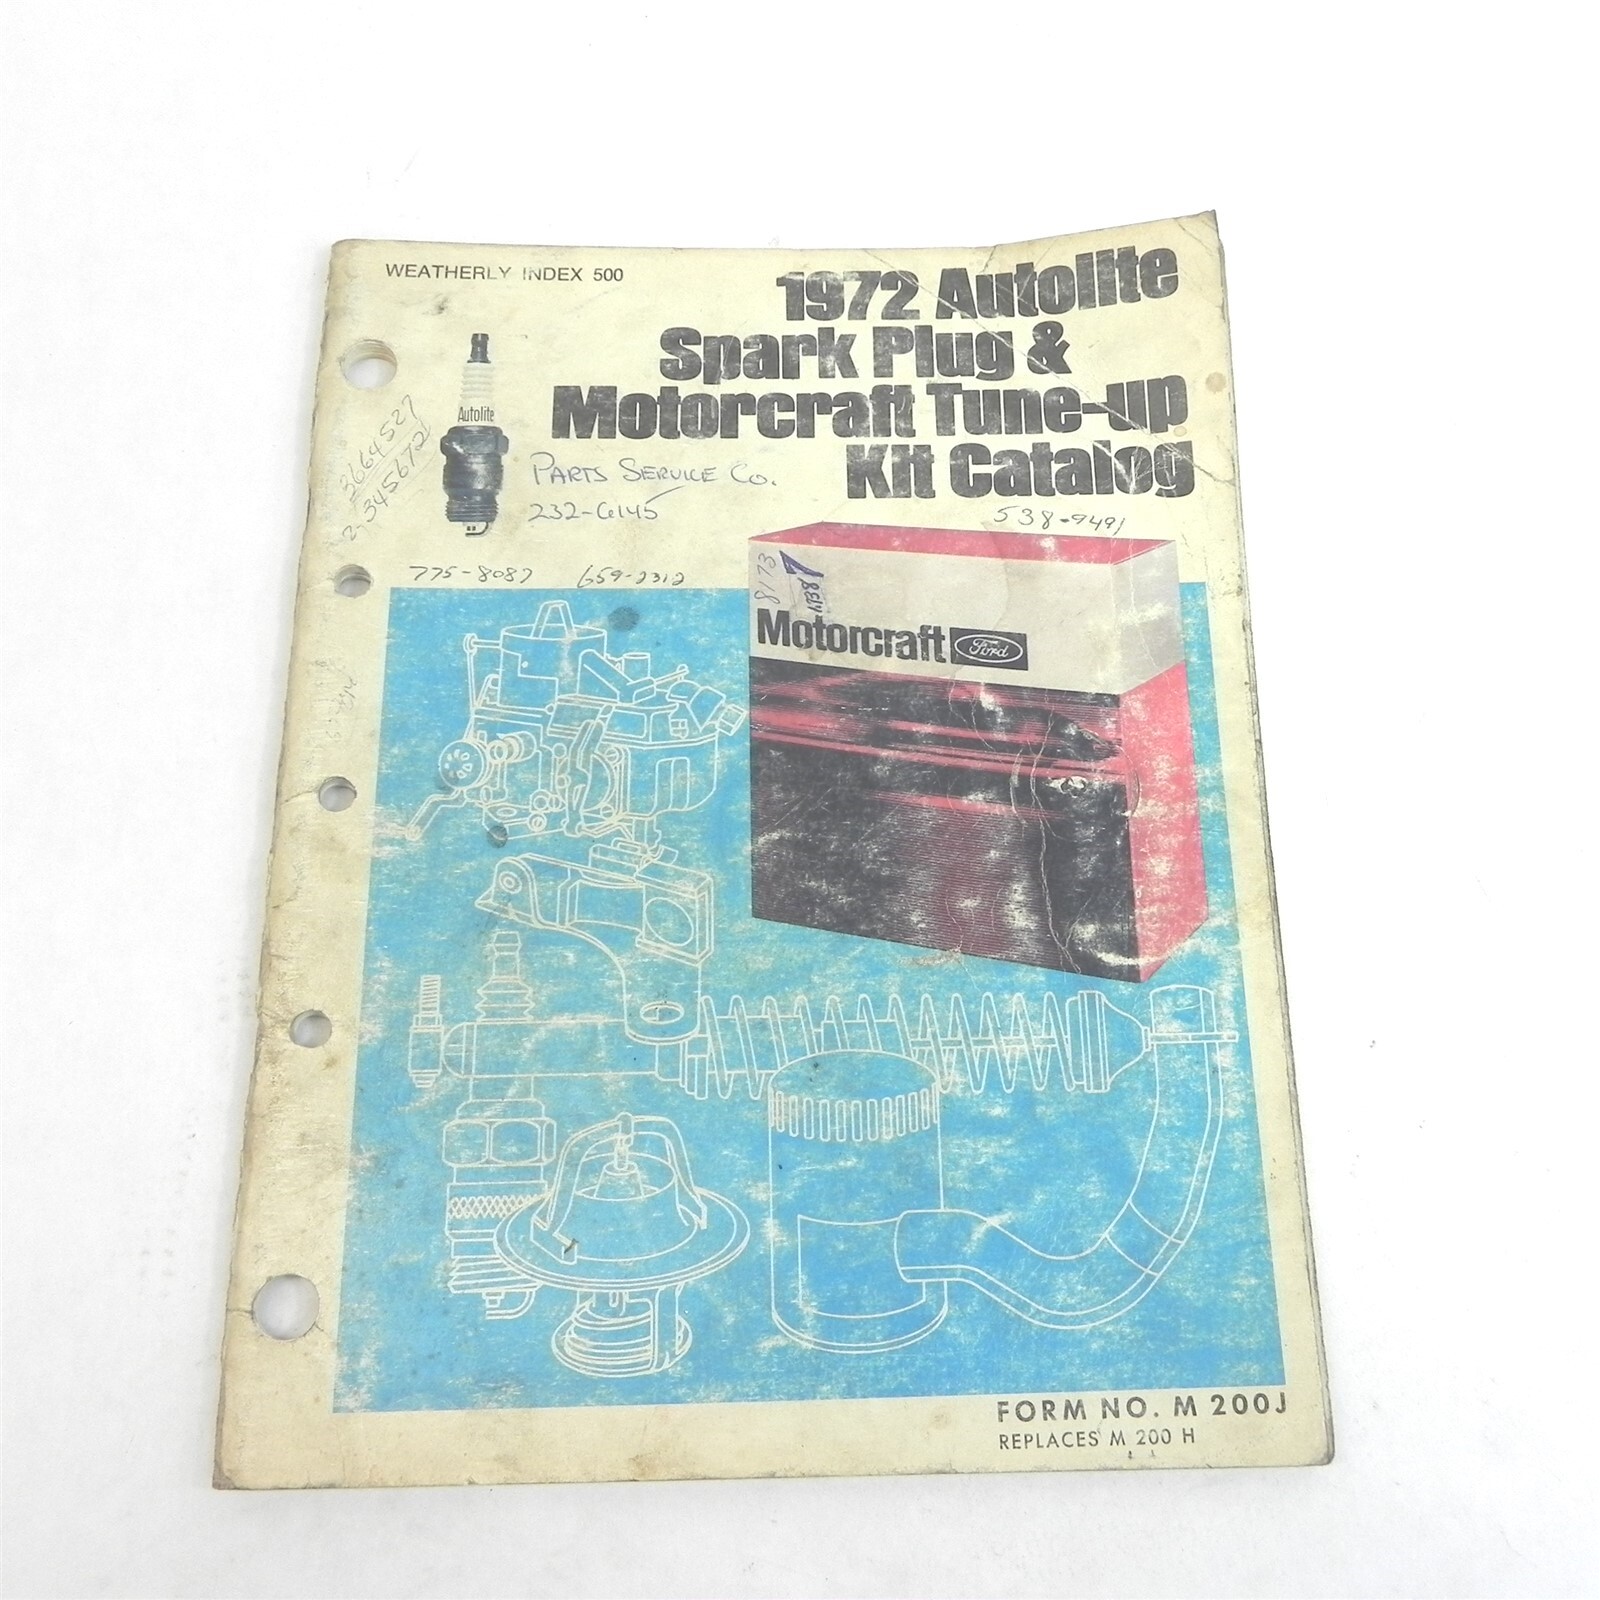 WEATHERLY INDEX 500
1972 Autolite
Spark Plug &
Motorcraft Tune-up
Kit Catalog
Autolite
3664527
2-345672
PARTS SERVICE Co.
232-6145
538-9491
775-8087 659-2312
8173
Motorcraft Ford
FORM NO. M 200J
REPLACES M 200 H